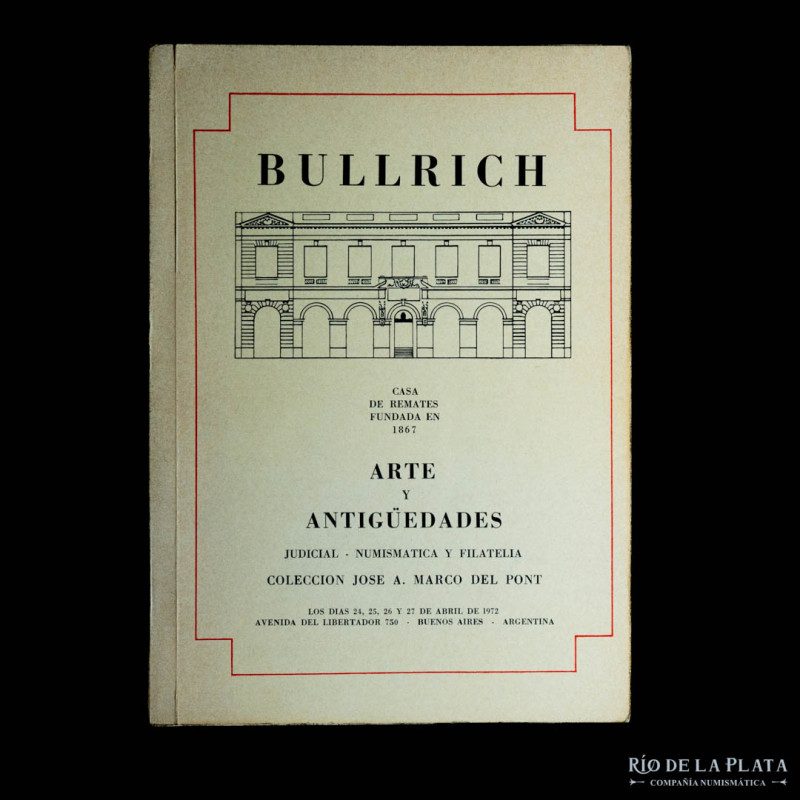 BULLRICH
CASA
DE REMATES
FUNDADA EN
1867
ARTE
Y
ANTIGÜEDADES
JUDICIAL - NUMISMATICA Y FILATELIA
COLECCION JOSE A. MARCO DEL PONT
LOS DIAS 24, 25, 26 Y 27 DE ABRIL DE 1972
AVENIDA DEL LIBERTADOR 750 - BUENOS AIRES - ARGENTINA
RÍO DE LA PLATA
COMPAÑÍA NUMISMÁTICA